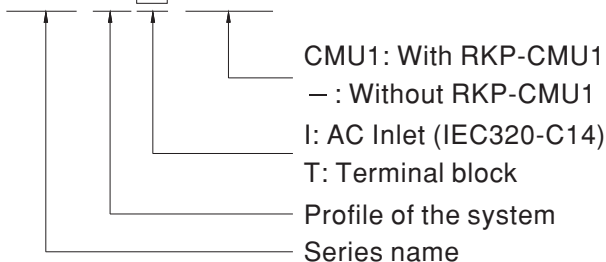 CMU1: With RKP-CMU1
— : Without RKP-CMU1
I: AC Inlet (IEC320-C14)
T: Terminal block
Profile of the system
Series name